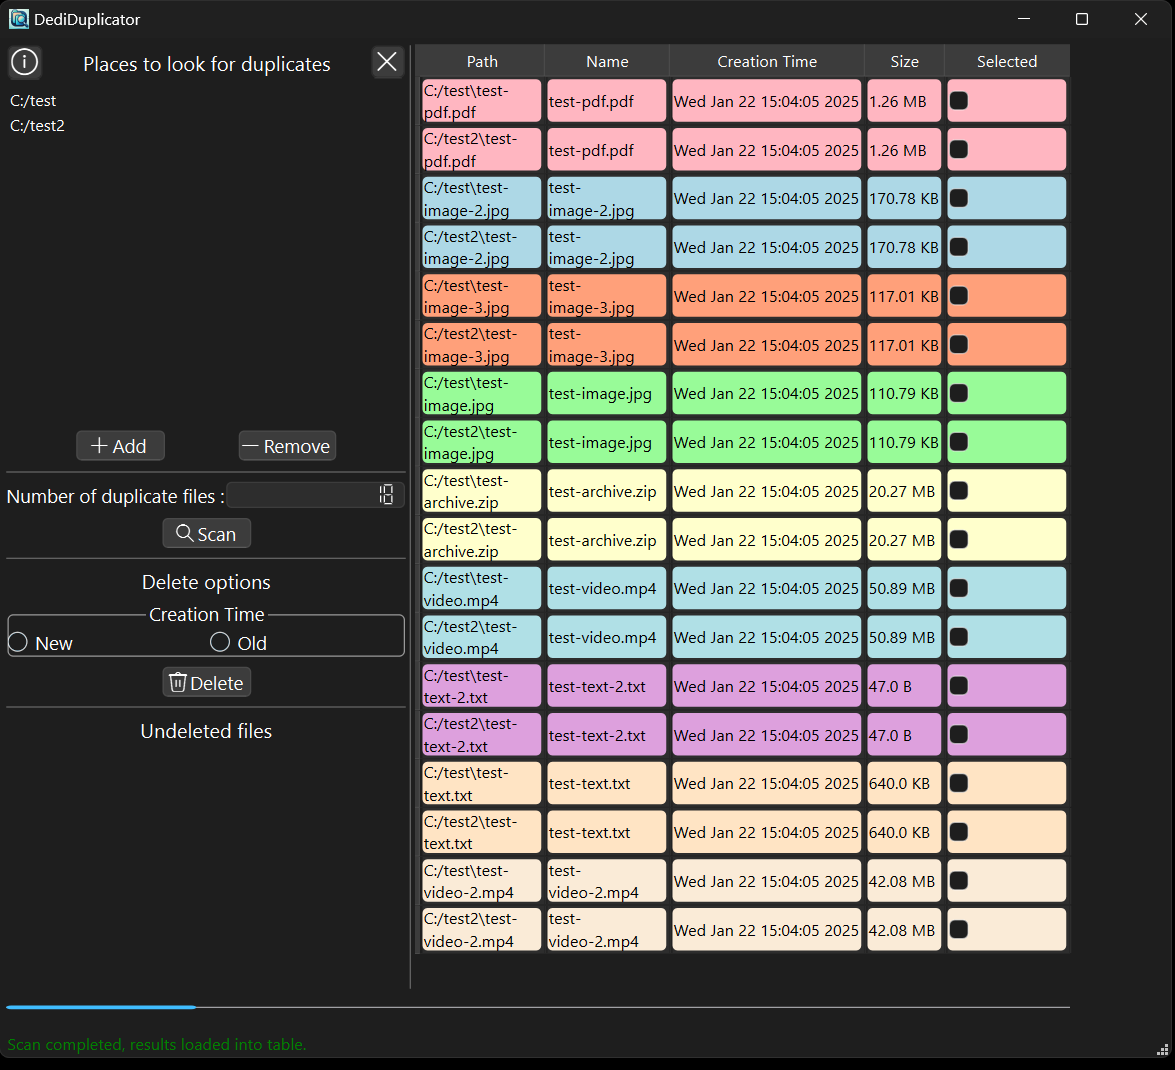 DediDuplicator
Places to look for duplicates
C:/test
C:/test2
Add
Remove
Number of duplicate files :
18
Scan
Delete options
Creation Time
New
Old
Delete
Undeleted files
Path Name Creation Time Size Selected
C:/test\test-
pdf.pdf
test-pdf.pdf
Wed Jan 22 15:04:05 2025
1.26 MB
C:/test2\test-
pdf.pdf
test-pdf.pdf
Wed Jan 22 15:04:05 2025
1.26 MB
C:/test\test-
image-2.jpg
test-
image-2.jpg
Wed Jan 22 15:04:05 2025
170.78 KB
C:/test2\test-
image-2.jpg
test-
image-2.jpg
Wed Jan 22 15:04:05 2025
170.78 KB
C:/test\test-
image-3.jpg
test-
image-3.jpg
Wed Jan 22 15:04:05 2025
117.01 KB
C:/test2\test-
image-3.jpg
test-
image-3.jpg
Wed Jan 22 15:04:05 2025
117.01 KB
C:/test\test-
image.jpg
test-image.jpg
Wed Jan 22 15:04:05 2025
110.79 KB
C:/test2\test-
image.jpg
test-image.jpg
Wed Jan 22 15:04:05 2025
110.79 KB
C:/test\test-
archive.zip
test-archive.zip
Wed Jan 22 15:04:05 2025
20.27 MB
C:/test2\test-
archive.zip
test-archive.zip
Wed Jan 22 15:04:05 2025
20.27 MB
C:/test\test-
video.mp4
test-video.mp4
Wed Jan 22 15:04:05 2025
50.89 MB
C:/test2\test-
video.mp4
test-video.mp4
Wed Jan 22 15:04:05 2025
50.89 MB
C:/test\test-
text-2.txt
test-text-2.txt
Wed Jan 22 15:04:05 2025
47.0 B
C:/test2\test-
text-2.txt
test-text-2.txt
Wed Jan 22 15:04:05 2025
47.0 B
C:/test\test-
text.txt
test-text.txt
Wed Jan 22 15:04:05 2025
640.0 KB
C:/test2\test-
text.txt
test-text.txt
Wed Jan 22 15:04:05 2025
640.0 KB
C:/test\test-
video-2.mp4
test-
video-2.mp4
Wed Jan 22 15:04:05 2025
42.08 MB
C:/test2\test-
video-2.mp4
test-
video-2.mp4
Wed Jan 22 15:04:05 2025
42.08 MB
Scan completed, results loaded into table.